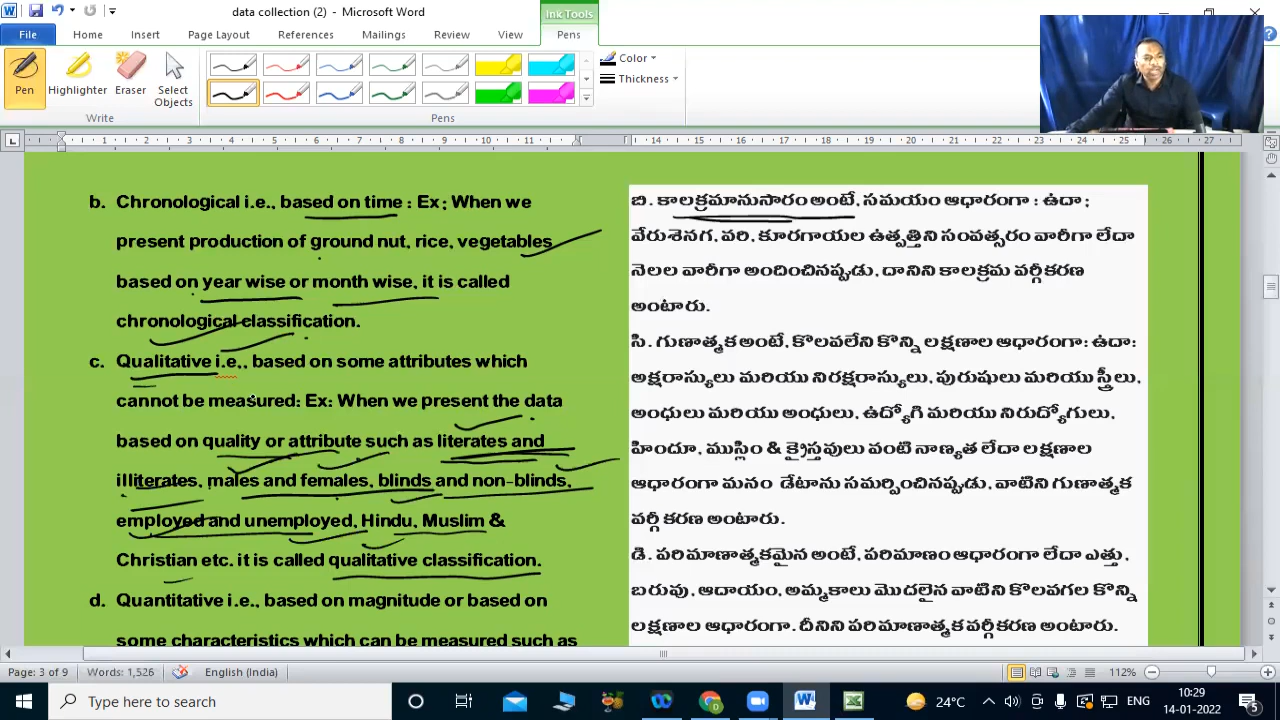 data collection (2) - Microsoft Word
Ink Tools
File
Home
Insert
Page Layout
References
Mailings
Review
View
Pens
Pen
Highlighter
Eraser
Select Objects
Color
Thickness
Write
Pens
b. Chronological i.e., based on time : Ex: When we
present production of ground nut, rice, vegetables
based on year wise or month wise, it is called
chronological classification.
c. Qualitative i.e., based on some attributes which
cannot be measured: Ex: When we present the data
based on quality or attribute such as literates and
illiterates, males and females, blinds and non-blinds,
employed and unemployed, Hindu, Muslim &
Christian etc. it is called qualitative classification.
d. Quantitative i.e., based on magnitude or based on
some characteristics which can be measured such as
బి. కాలక్రమానుసారం అంటే, సమయం ఆధారంగా : ఉదా;
వేరుశెనగ, వరి, కూరగాయల ఉత్పత్తిని సంవత్సరం వారీగా లేదా
నెలల వారీగా అందించినప్పుడు, దానిని కాలక్రమ వర్గీకరణ
అంటారు.
సి. గుణాత్మక అంటే, కొలవలేని కొన్ని లక్షణాల ఆధారంగా: ఉదా:
అక్షరాస్యులు మరియు నిరక్షరాస్యులు, పురుషులు మరియు స్త్రీలు,
అంధులు మరియు అంధులు, ఉద్యోగి మరియు నిరుద్యోగులు,
హిందూ, ముస్లిం & క్రైస్తవులు వంటి నాణ్యత లేదా లక్షణాల
ఆధారంగా మనం డేటాను సమర్పించినప్పుడు, వాటిని గుణాత్మక
వర్గీకరణ అంటారు.
డి. పరిమాణాత్మకమైన అంటే, పరిమాణం ఆధారంగా లేదా ఎత్తు,
బరువు, ఆదాయం, అమ్మకాలు మొదలైన వాటిని కొలవగల కొన్ని
లక్షణాల ఆధారంగా. దీనిని పరిమాణాత్మక వర్గీకరణ అంటారు.
Page: 3 of 9
Words: 1,526
English (India)
112%
Type here to search
24°C
ENG
10:29
14-01-2022
5